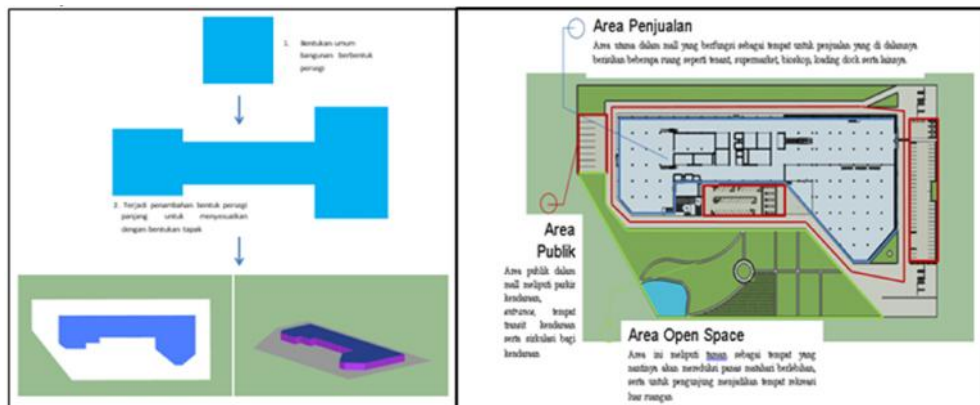 1. Bentukan umum
bangunan berbentuk
persegi
2. Terjadi penambahan bentuk persegi
panjang untuk menyesuaikan
dengan bentukan tapak
Area Penjualan
Area utama dalam mall yang berfungsi sebagai tempat untuk penjualan yang di dalamnya
berisikan beberapa ruang seperti tenant, supermarket, bioskop, loading dock serta lainnya.
Area
Publik
Area publik dalam
mall meliputi parkir
kendaraan,
entrance, tempat
transit kendaraan
serta sirkulasi bagi
kendaraan
Area Open Space
Area ini meliputi taman sebagai tempat yang
nantinya akan mereduksi panas matahari berlebihan,
serta untuk pengunjung menjadikan tempat rekreasi
luar ruangan.